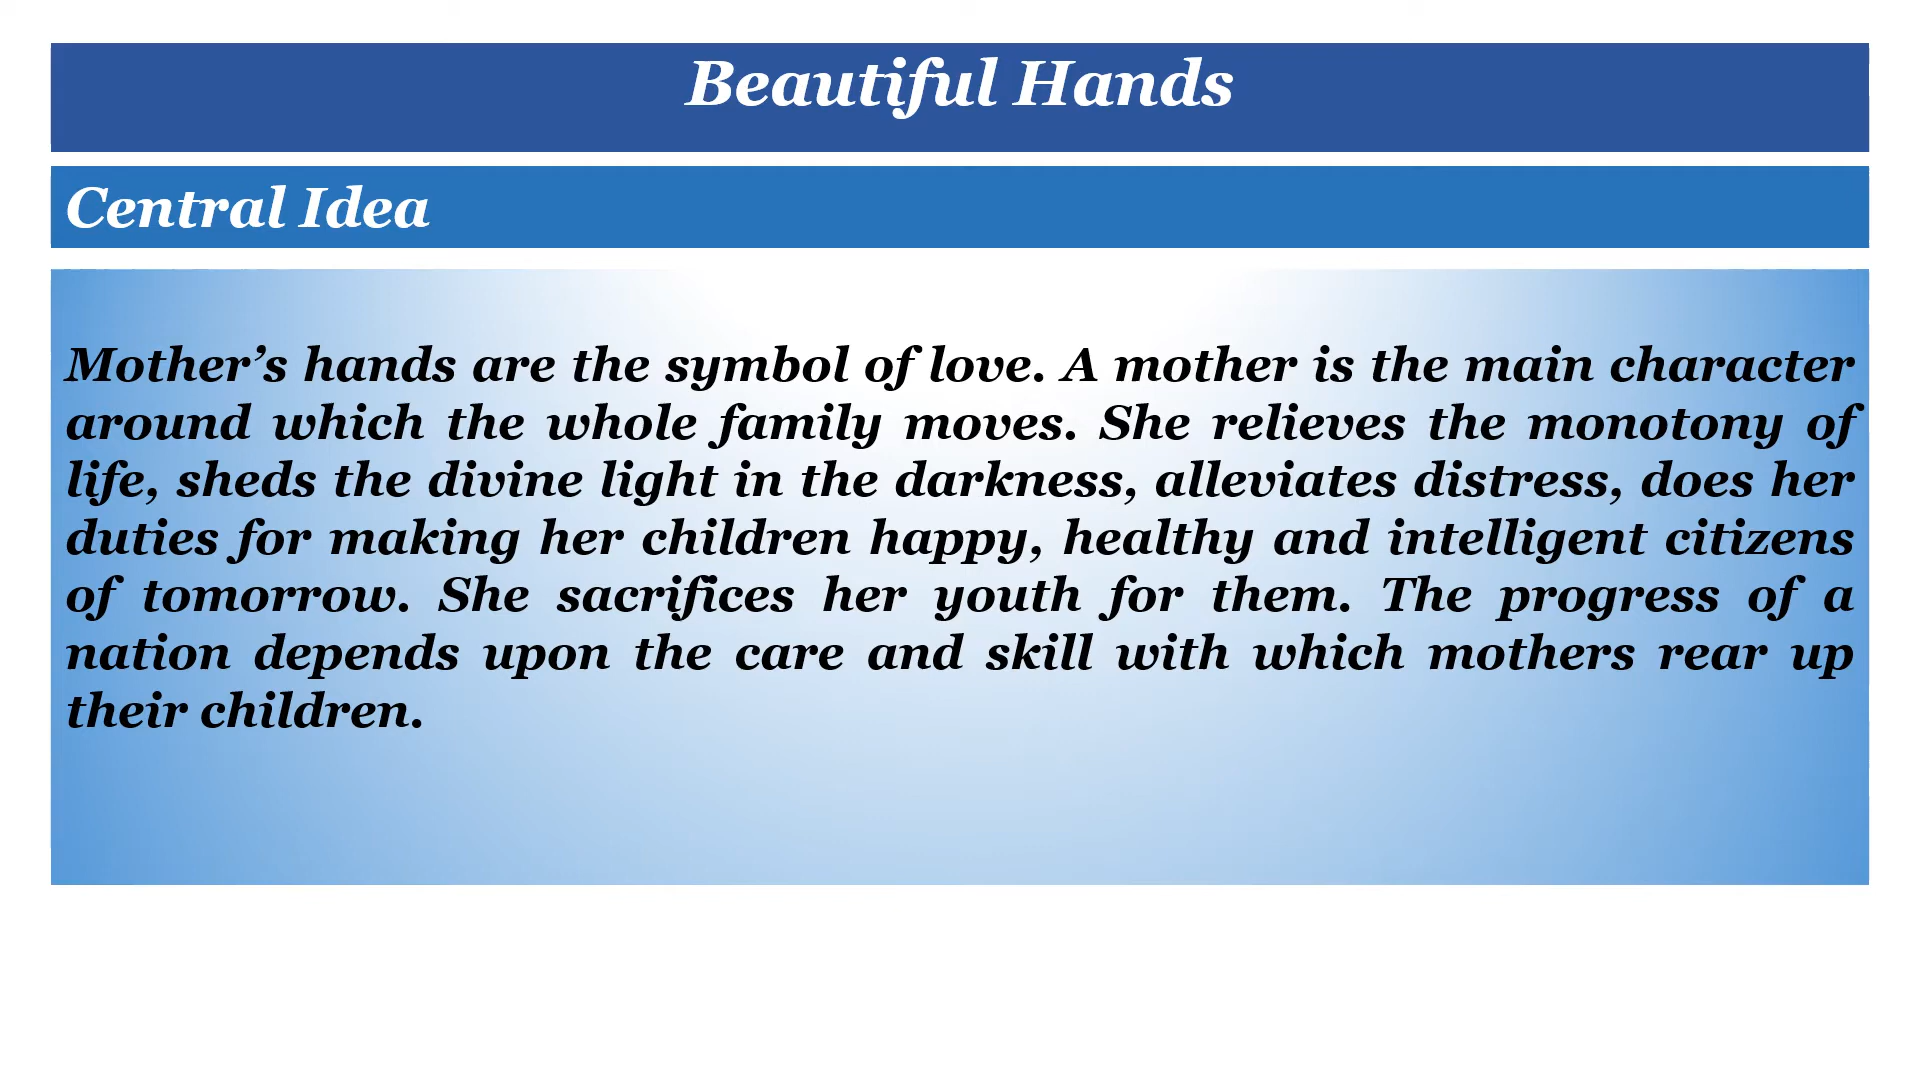 Beautiful Hands
Central Idea
Mother’s hands are the symbol of love. A mother is the main character
around which the whole family moves. She relieves the monotony of
life, sheds the divine light in the darkness, alleviates distress, does her
duties for making her children happy, healthy and intelligent citizens
of tomorrow. She sacrifices her youth for them. The progress of a
nation depends upon the care and skill with which mothers rear up
their children.